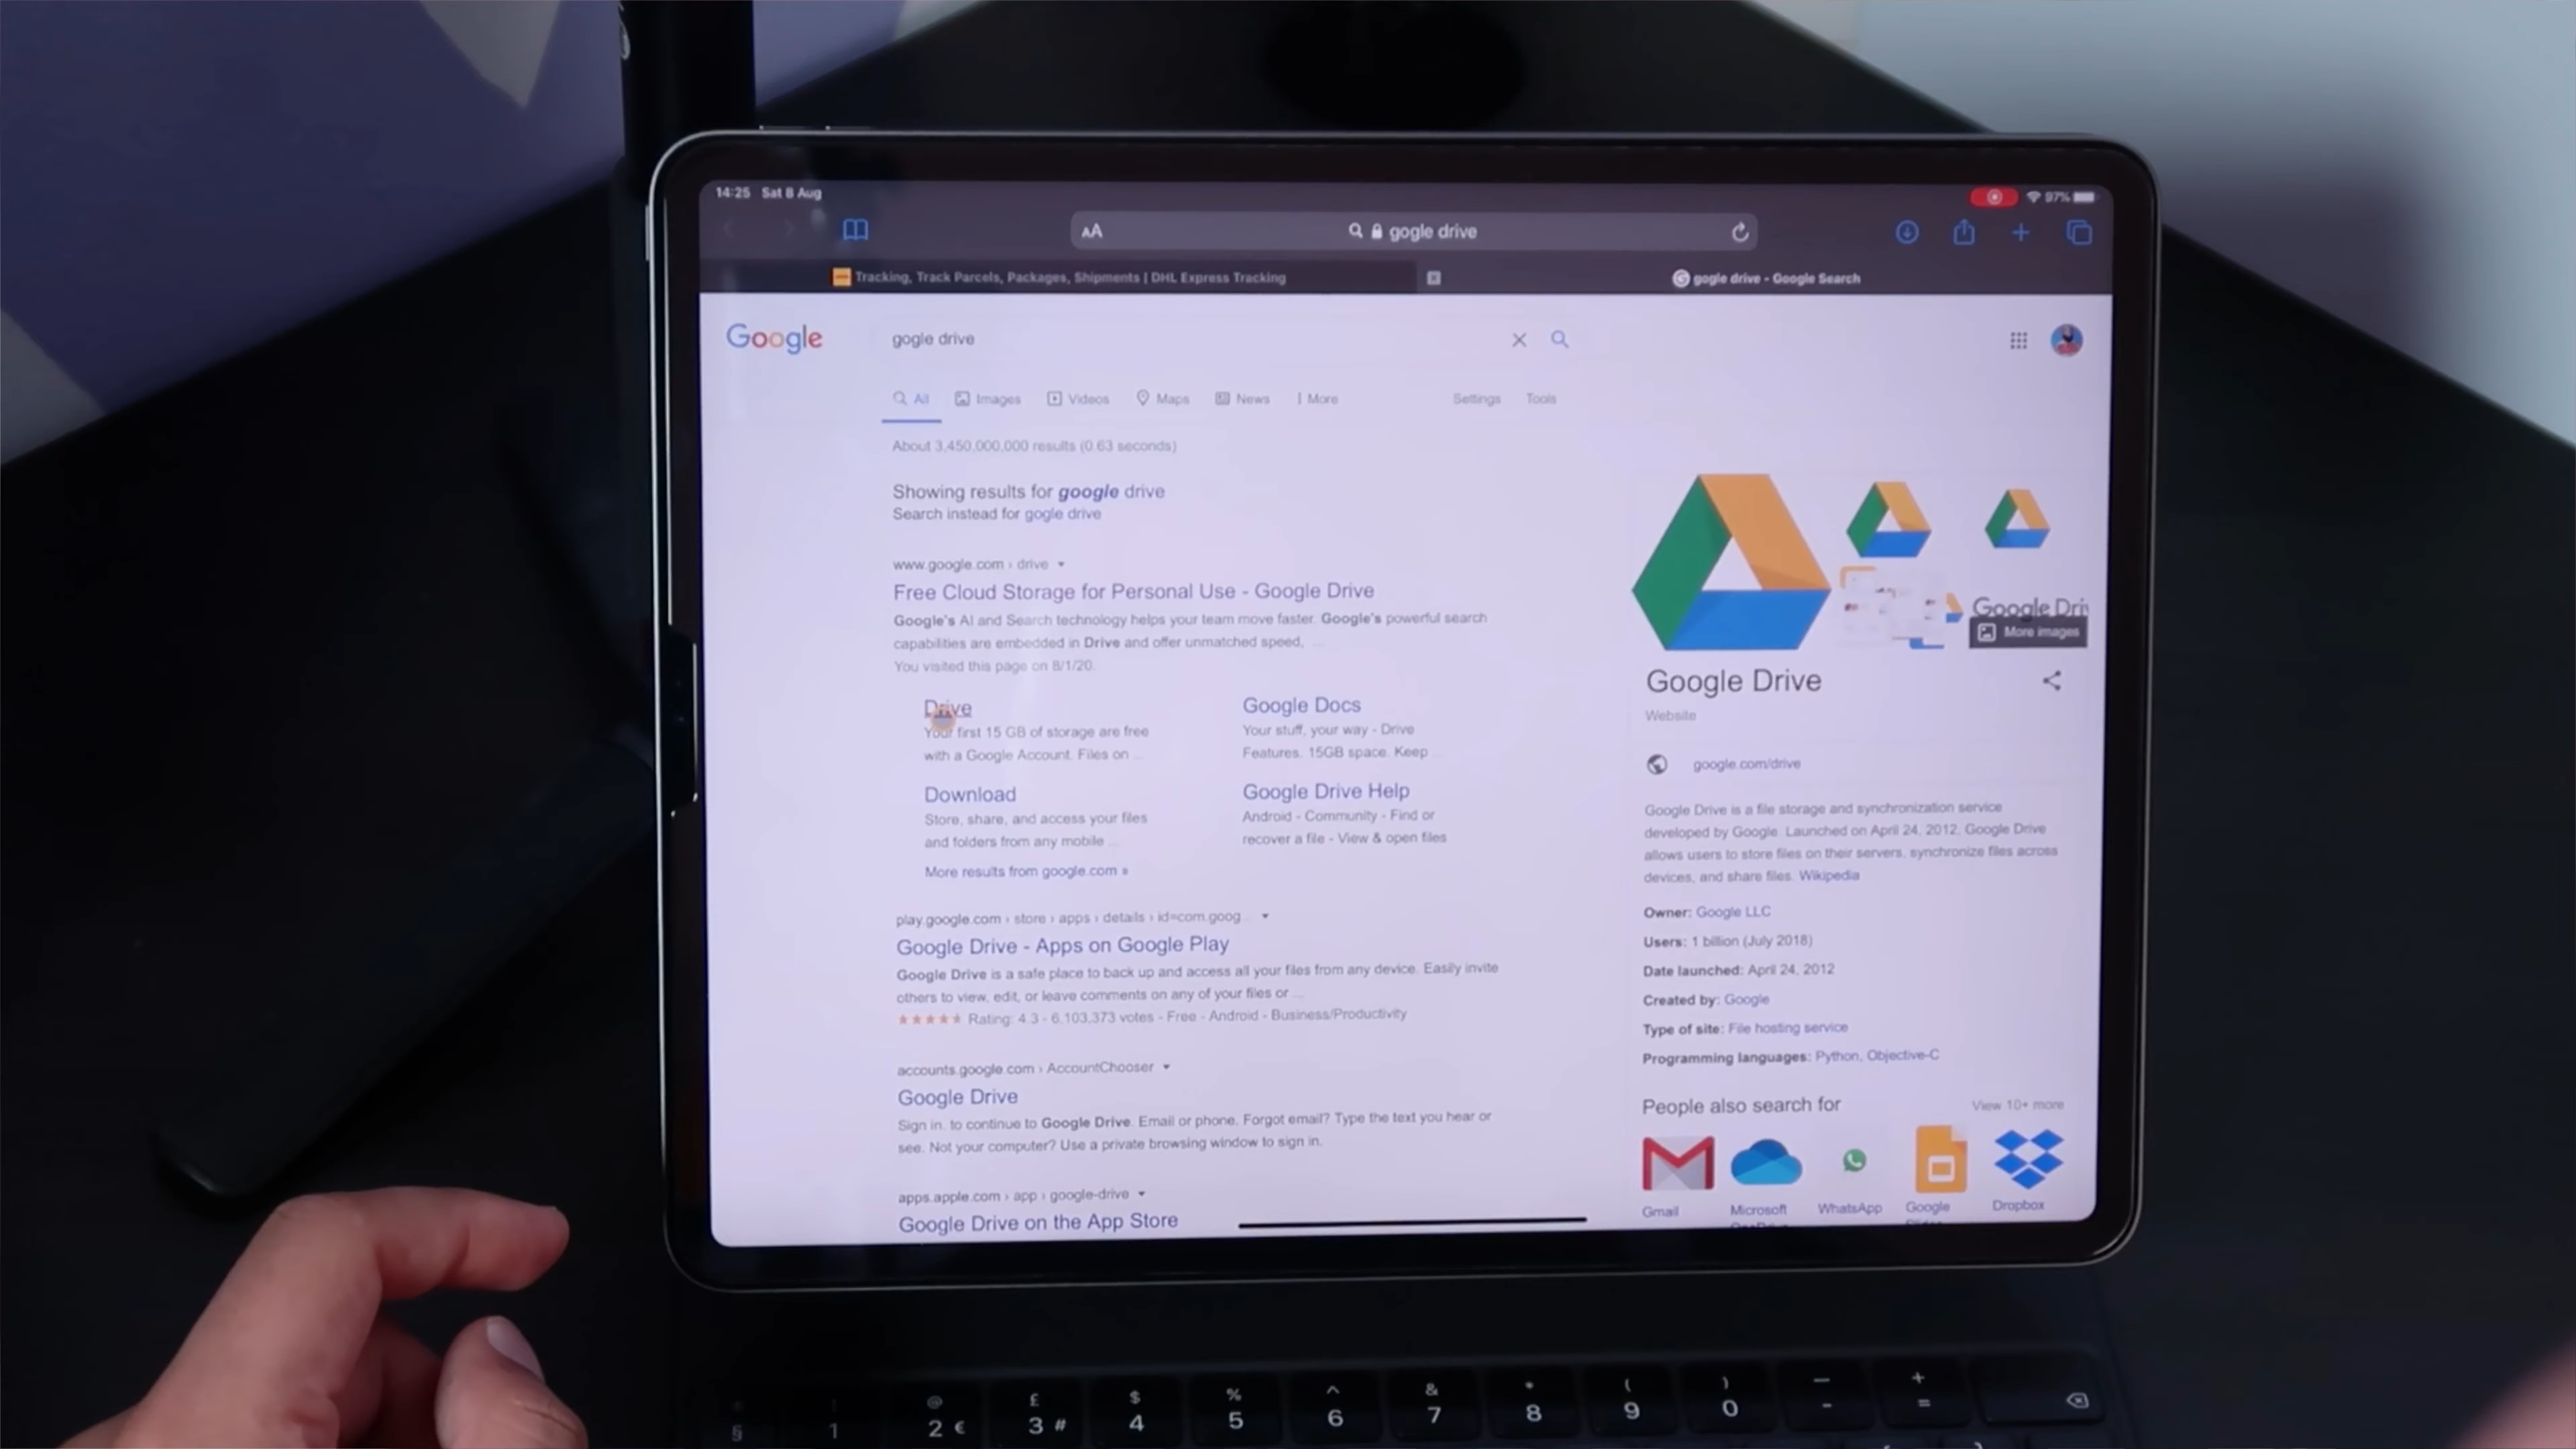 14:25 Sat 8 Aug
97%
AA gogle drive
Tracking, Track Parcels, Packages, Shipments | DHL Express Tracking
gogle drive - Google Search
Google
gogle drive
All Images Videos Maps News More Settings Tools
About 3,450,000,000 results (0.63 seconds)
Showing results for google drive
Search instead for gogle drive
www.google.com › drive
Free Cloud Storage for Personal Use - Google Drive
Google's AI and Search technology helps your team move faster. Google's powerful search
capabilities are embedded in Drive and offer unmatched speed, ...
You visited this page on 8/1/20.
Drive
Your first 15 GB of storage are free
with a Google Account. Files on ...
Google Docs
Your stuff, your way - Drive
Features. 15GB space. Keep ...
Download
Store, share, and access your files
and folders from any mobile ...
Google Drive Help
Android - Community - Find or
recover a file - View & open files
More results from google.com »
play.google.com › store › apps › details › id=com.goog...
Google Drive - Apps on Google Play
Google Drive is a safe place to back up and access all your files from any device. Easily invite
others to view, edit, or leave comments on any of your files or ...
Rating: 4.3 - 6,103,373 votes - Free - Android - Business/Productivity
accounts.google.com › AccountChooser
Google Drive
Sign in. to continue to Google Drive. Email or phone. Forgot email? Type the text you hear or
see. Not your computer? Use a private browsing window to sign in.
apps.apple.com › app › google-drive
Google Drive on the App Store
Google Dri
More images
Google Drive
Website
google.com/drive
Google Drive is a file storage and synchronization service
developed by Google. Launched on April 24, 2012, Google Drive
allows users to store files on their servers, synchronize files across
devices, and share files. Wikipedia
Owner: Google LLC
Users: 1 billion (July 2018)
Date launched: April 24, 2012
Created by: Google
Type of site: File hosting service
Programming languages: Python, Objective-C
People also search for
View 10+ more
Gmail Microsoft WhatsApp Google Dropbox
@ £ $ % ^ & * ( ) — +
§ 1 2 € 3 # 4 5 6 7 8 9 0 - =